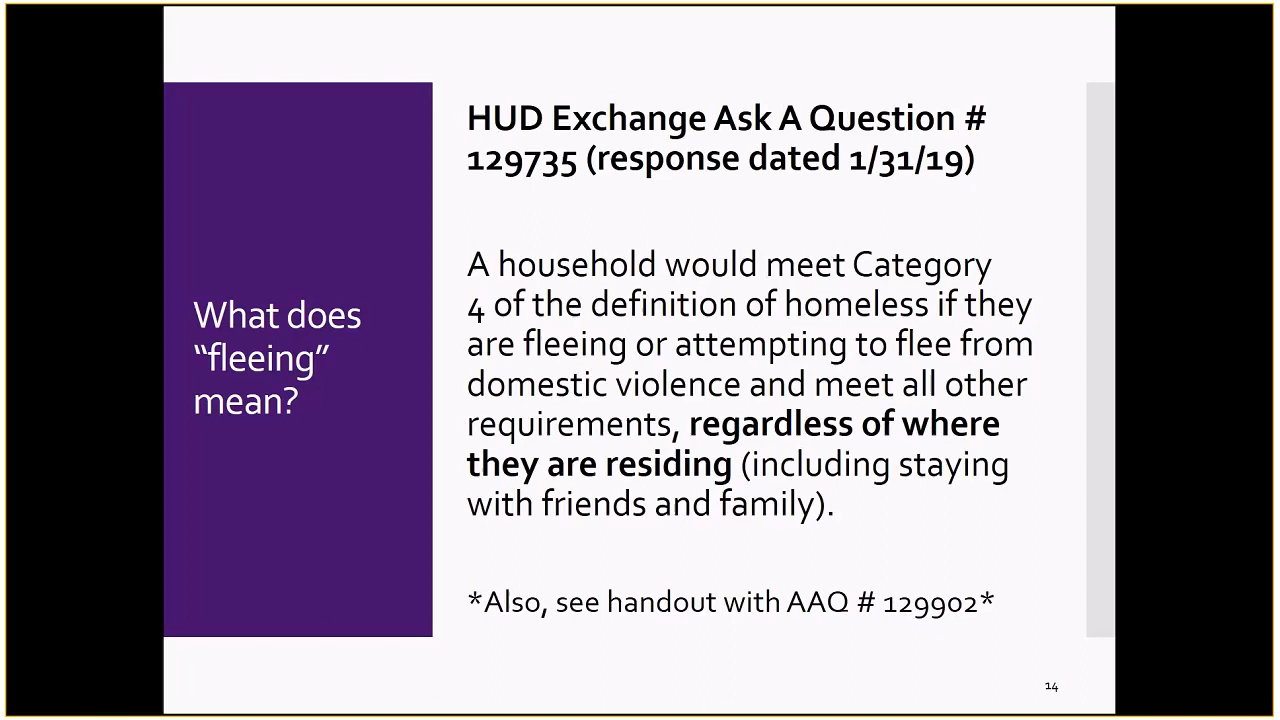 What does
“fleeing”
mean?
HUD Exchange Ask A Question #
129735 (response dated 1/31/19)
A household would meet Category
4 of the definition of homeless if they
are fleeing or attempting to flee from
domestic violence and meet all other
requirements, regardless of where
they are residing (including staying
with friends and family).
*Also, see handout with AAQ # 129902*
14